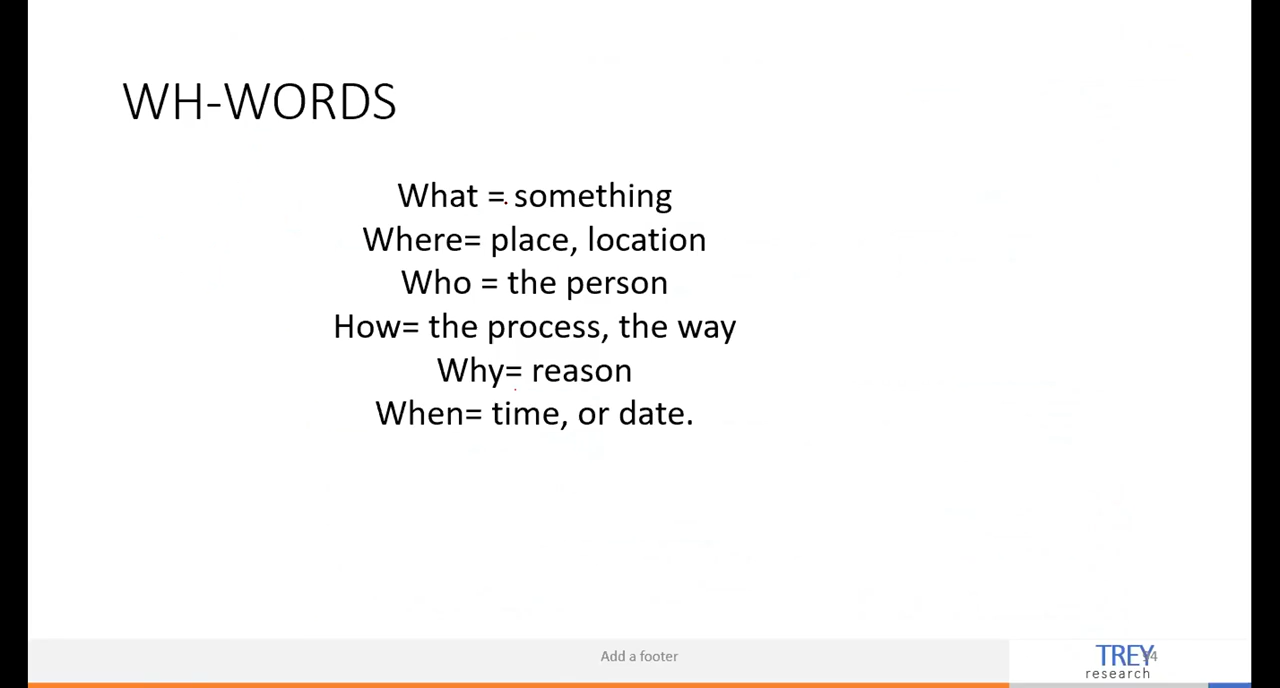 WH-WORDS
What = something
Where= place, location
Who = the person
How= the process, the way
Why= reason
When= time, or date.
Add a footer
TREY
research